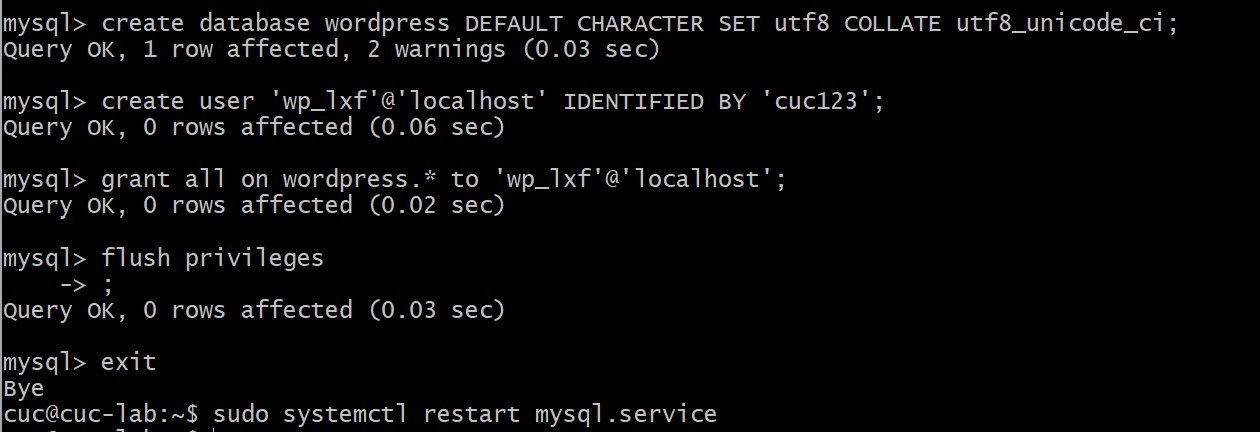 mysql> create database wordpress DEFAULT CHARACTER SET utf8 COLLATE utf8_unicode_ci;
Query OK, 1 row affected, 2 warnings (0.03 sec)
mysql> create user 'wp_lxf'@'localhost' IDENTIFIED BY 'cuc123';
Query OK, 0 rows affected (0.06 sec)
mysql> grant all on wordpress.* to 'wp_lxf'@'localhost';
Query OK, 0 rows affected (0.02 sec)
mysql> flush privileges
    -> ;
Query OK, 0 rows affected (0.03 sec)
mysql> exit
Bye
cuc@cuc-lab:~$ sudo systemctl restart mysql.service